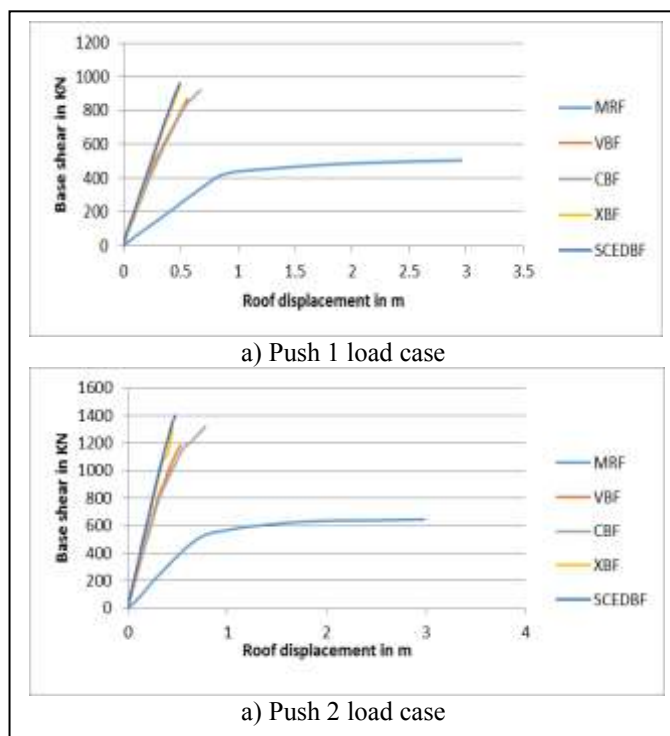 1200
1000
800
600
400
200
0
Base shear in KN
0 0.5 1 1.5 2 2.5 3 3.5
Roof displacement in m
MRF
VBF
CBF
XBF
SCEDBF
a) Push 1 load case
1600
1400
1200
1000
800
600
400
200
0
Base shear in KN
0 1 2 3 4
Roof displacement in m
MRF
VBF
CBF
XBF
SCEDBF
a) Push 2 load case